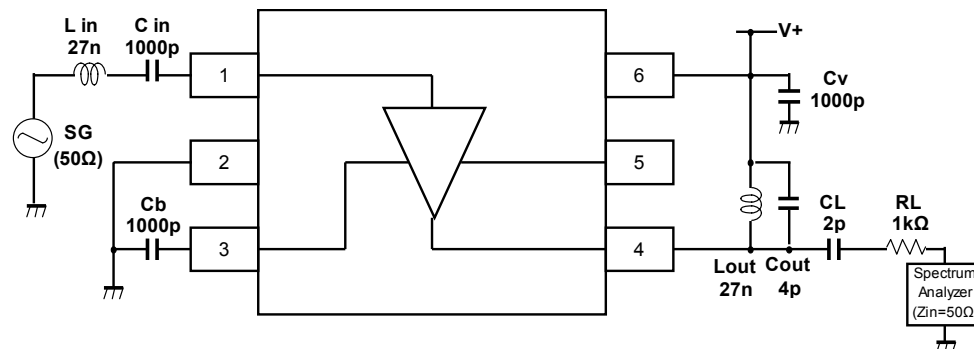 L in
27n
C in
1000p
SG
(50Ω)
Cb
1000p
1
2
3
6
5
4
V+
Cv
1000p
Lout
27n
Cout
4p
CL
2p
RL
1kΩ
Spectrum
Analyzer
(Zin=50Ω